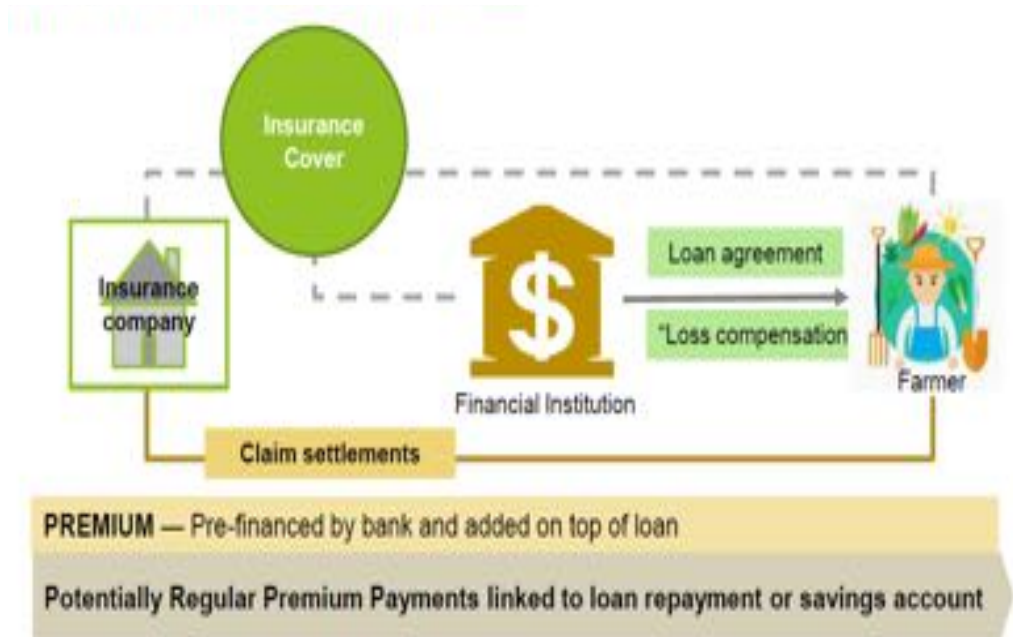 Insurance
Cover
Insurance
company
$
Loan agreement
*Loss compensation
Financial Institution
Farmer
Claim settlements
PREMIUM — Pre-financed by bank and added on top of loan
Potentially Regular Premium Payments linked to loan repayment or savings account